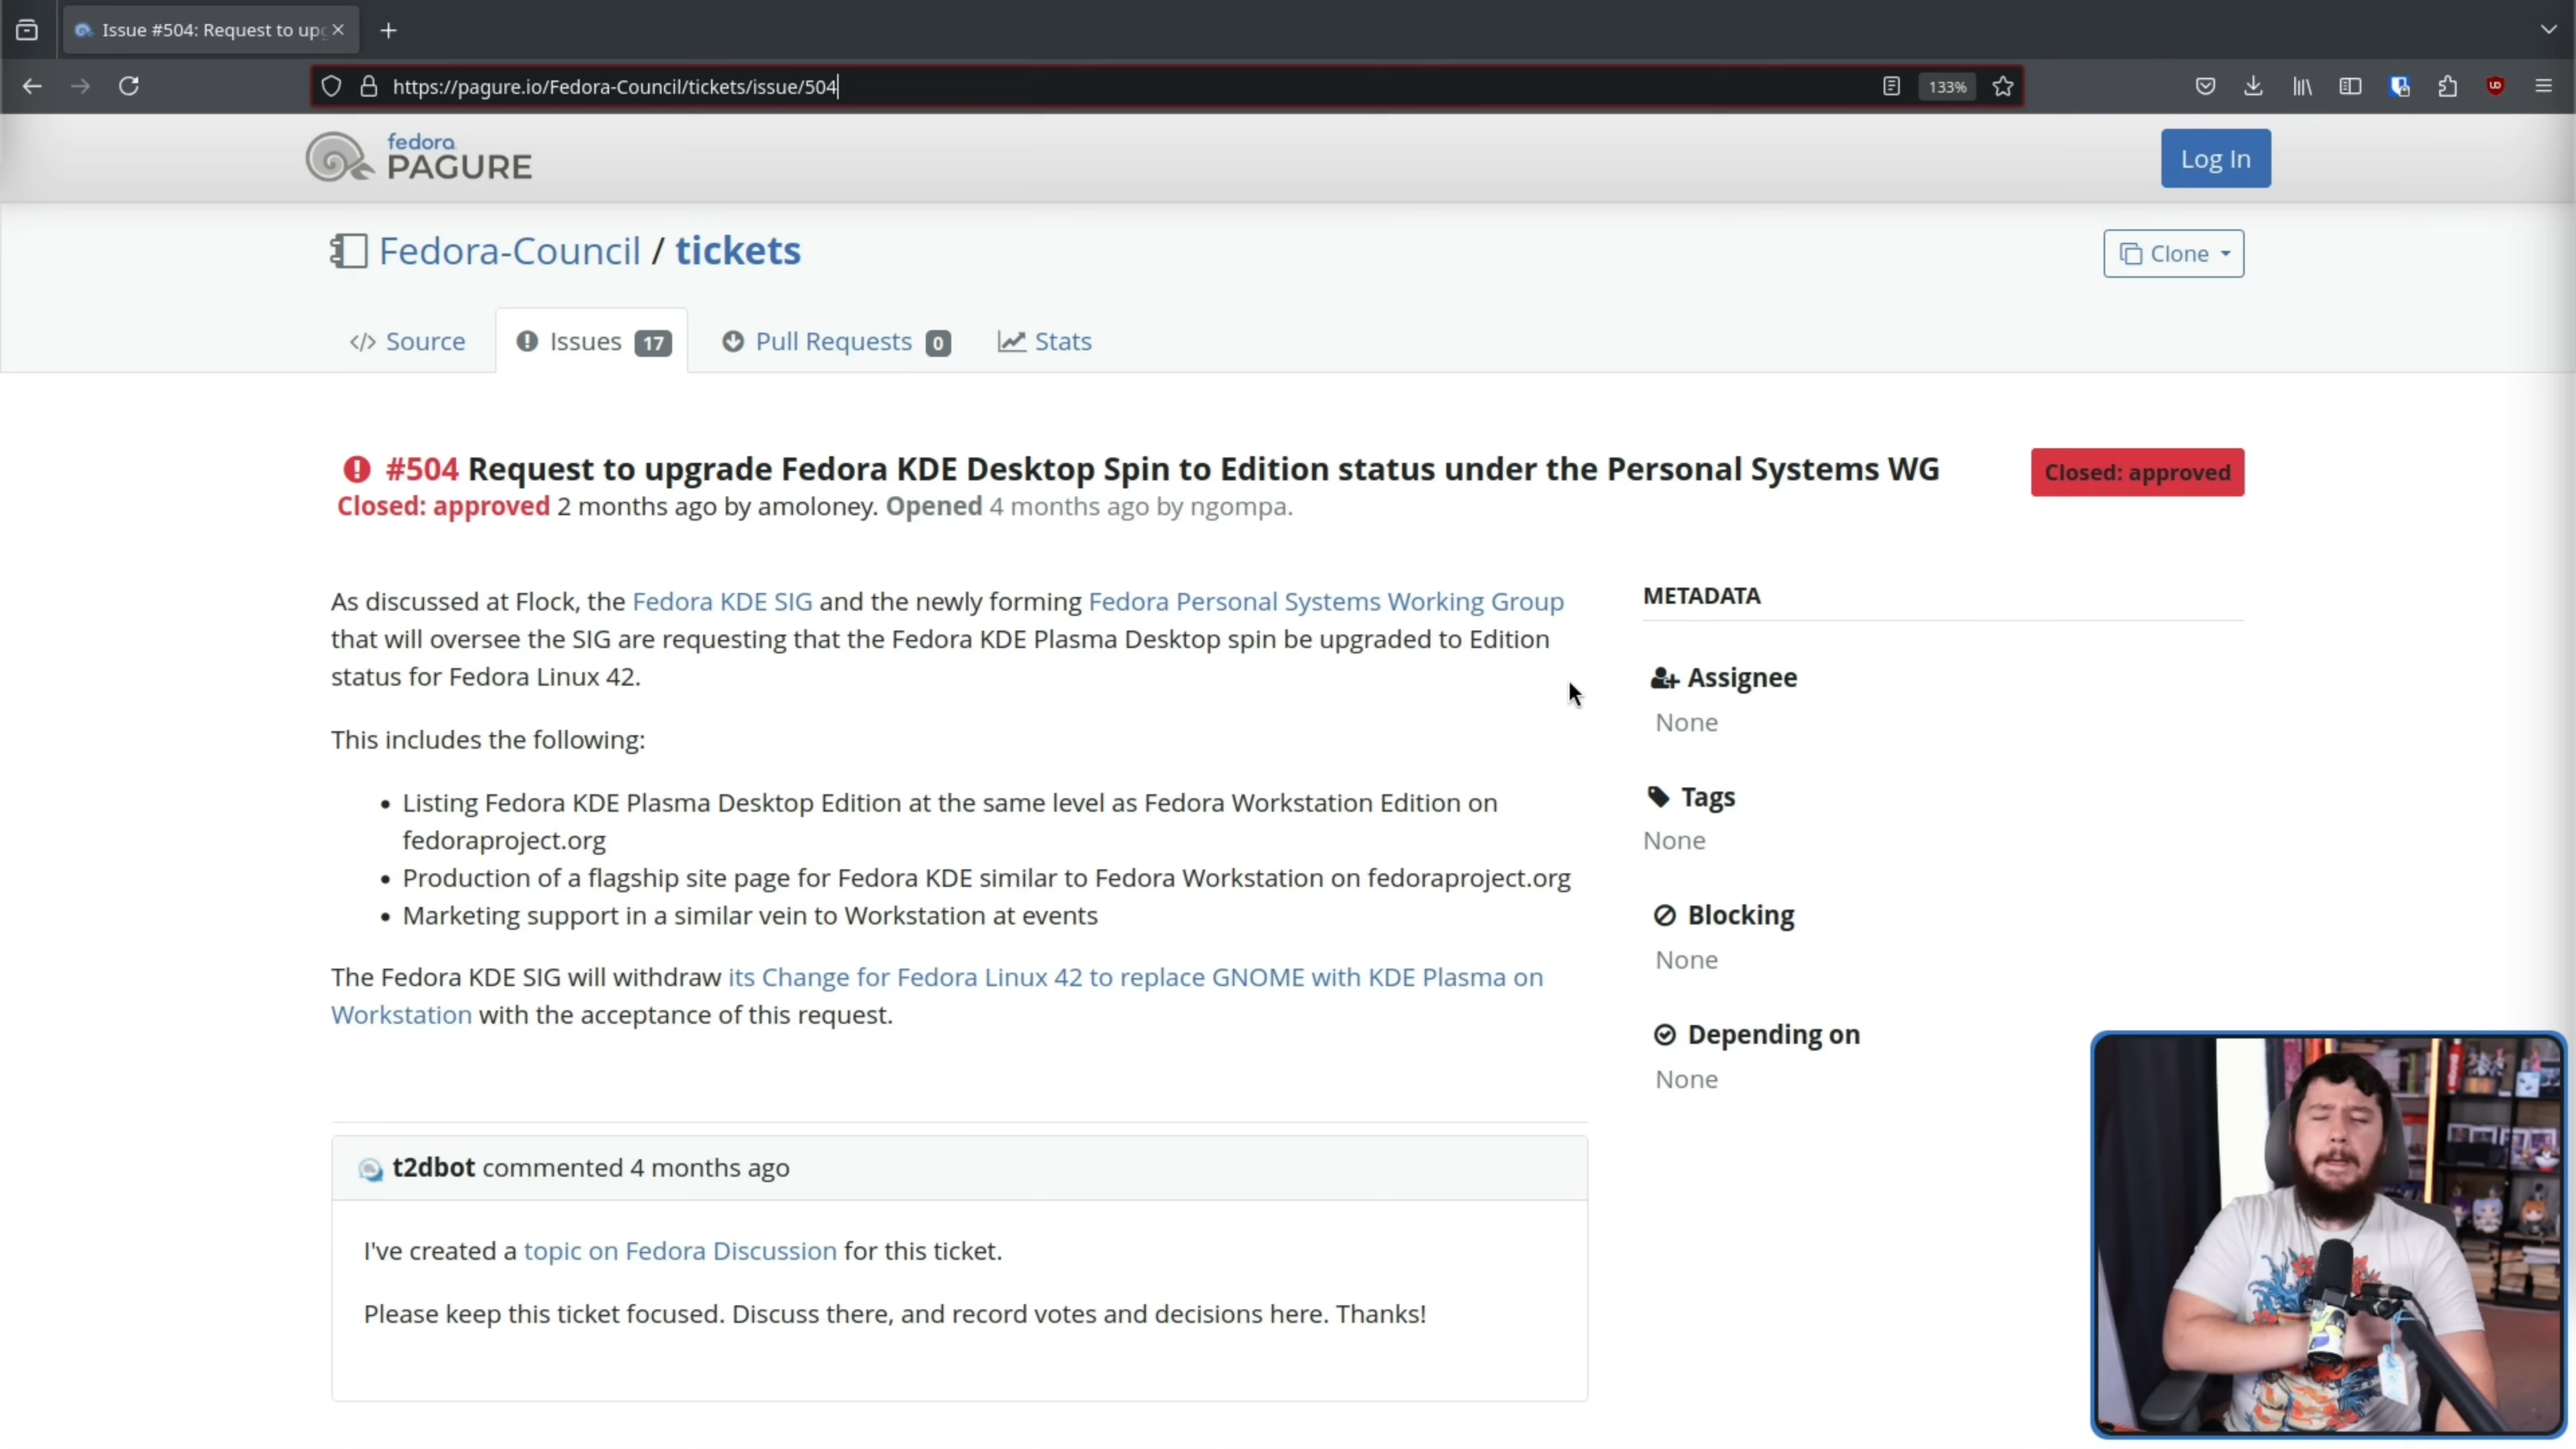 Issue #504: Request to upg
https://pagure.io/Fedora-Council/tickets/issue/504
133%
fedora
PAGURE
Log In
Fedora-Council / tickets
Clone
Source
Issues 17
Pull Requests 0
Stats
#504 Request to upgrade Fedora KDE Desktop Spin to Edition status under the Personal Systems WG
Closed: approved
Closed: approved 2 months ago by amoloney. Opened 4 months ago by ngompa.
As discussed at Flock, the Fedora KDE SIG and the newly forming Fedora Personal Systems Working Group
that will oversee the SIG are requesting that the Fedora KDE Plasma Desktop spin be upgraded to Edition
status for Fedora Linux 42.
This includes the following:
• Listing Fedora KDE Plasma Desktop Edition at the same level as Fedora Workstation Edition on
fedoraproject.org
• Production of a flagship site page for Fedora KDE similar to Fedora Workstation on fedoraproject.org
• Marketing support in a similar vein to Workstation at events
The Fedora KDE SIG will withdraw its Change for Fedora Linux 42 to replace GNOME with KDE Plasma on
Workstation with the acceptance of this request.
METADATA
Assignee
None
Tags
None
Blocking
None
Depending on
None
t2dbot commented 4 months ago
I've created a topic on Fedora Discussion for this ticket.
Please keep this ticket focused. Discuss there, and record votes and decisions here. Thanks!